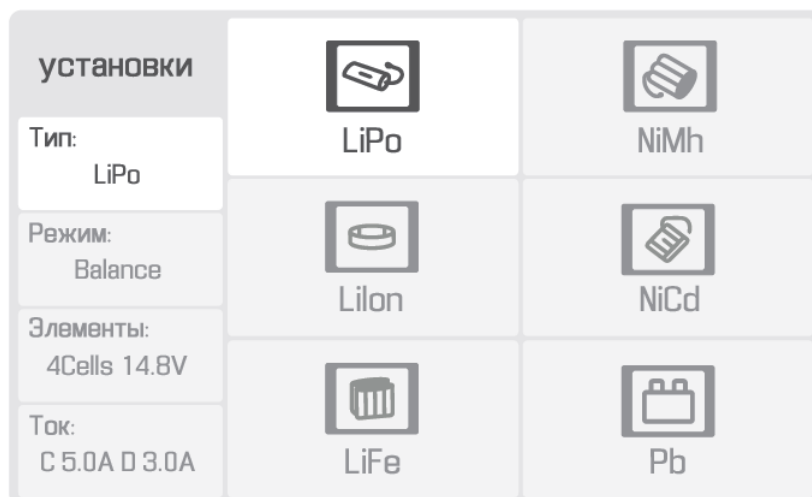 установки
Тип:
LiPo
Режим:
Balance
Элементы:
4Cells 14.8V
Ток:
C 5.0A D 3.0A
LiPo
NiMh
LiIon
NiCd
LiFe
Pb